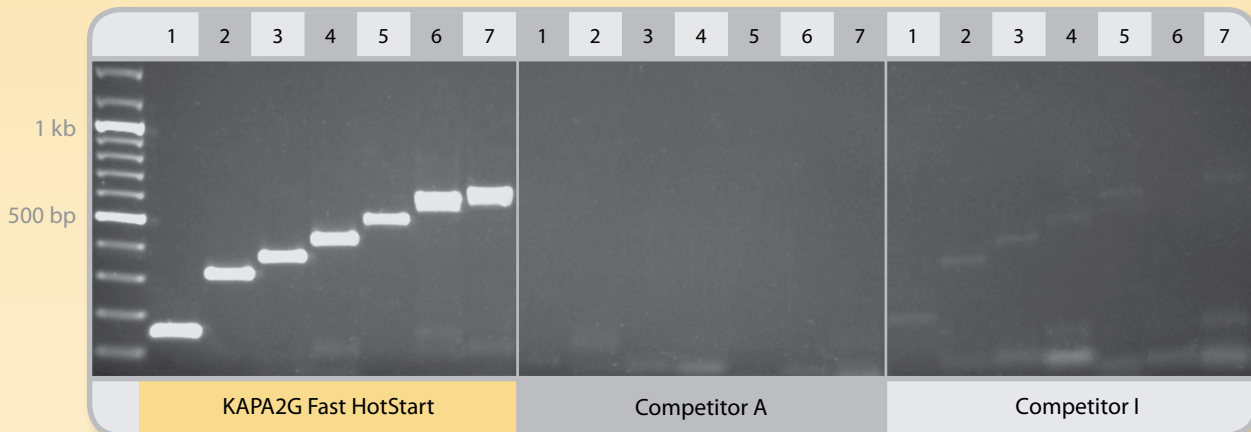 1 2 3 4 5 6 7 1 2 3 4 5 6 7 1 2 3 4 5 6 7
1 kb
500 bp
KAPA2G Fast HotStart Competitor A Competitor I